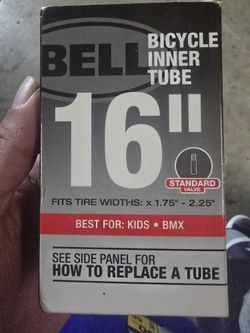 BELL
BICYCLE
INNER
TUBE
16"
STANDARD
VALVE
FITS TIRE WIDTHS: x 1.75" - 2.25"
BEST FOR: KIDS • BMX
SEE SIDE PANEL FOR
HOW TO REPLACE A TUBE